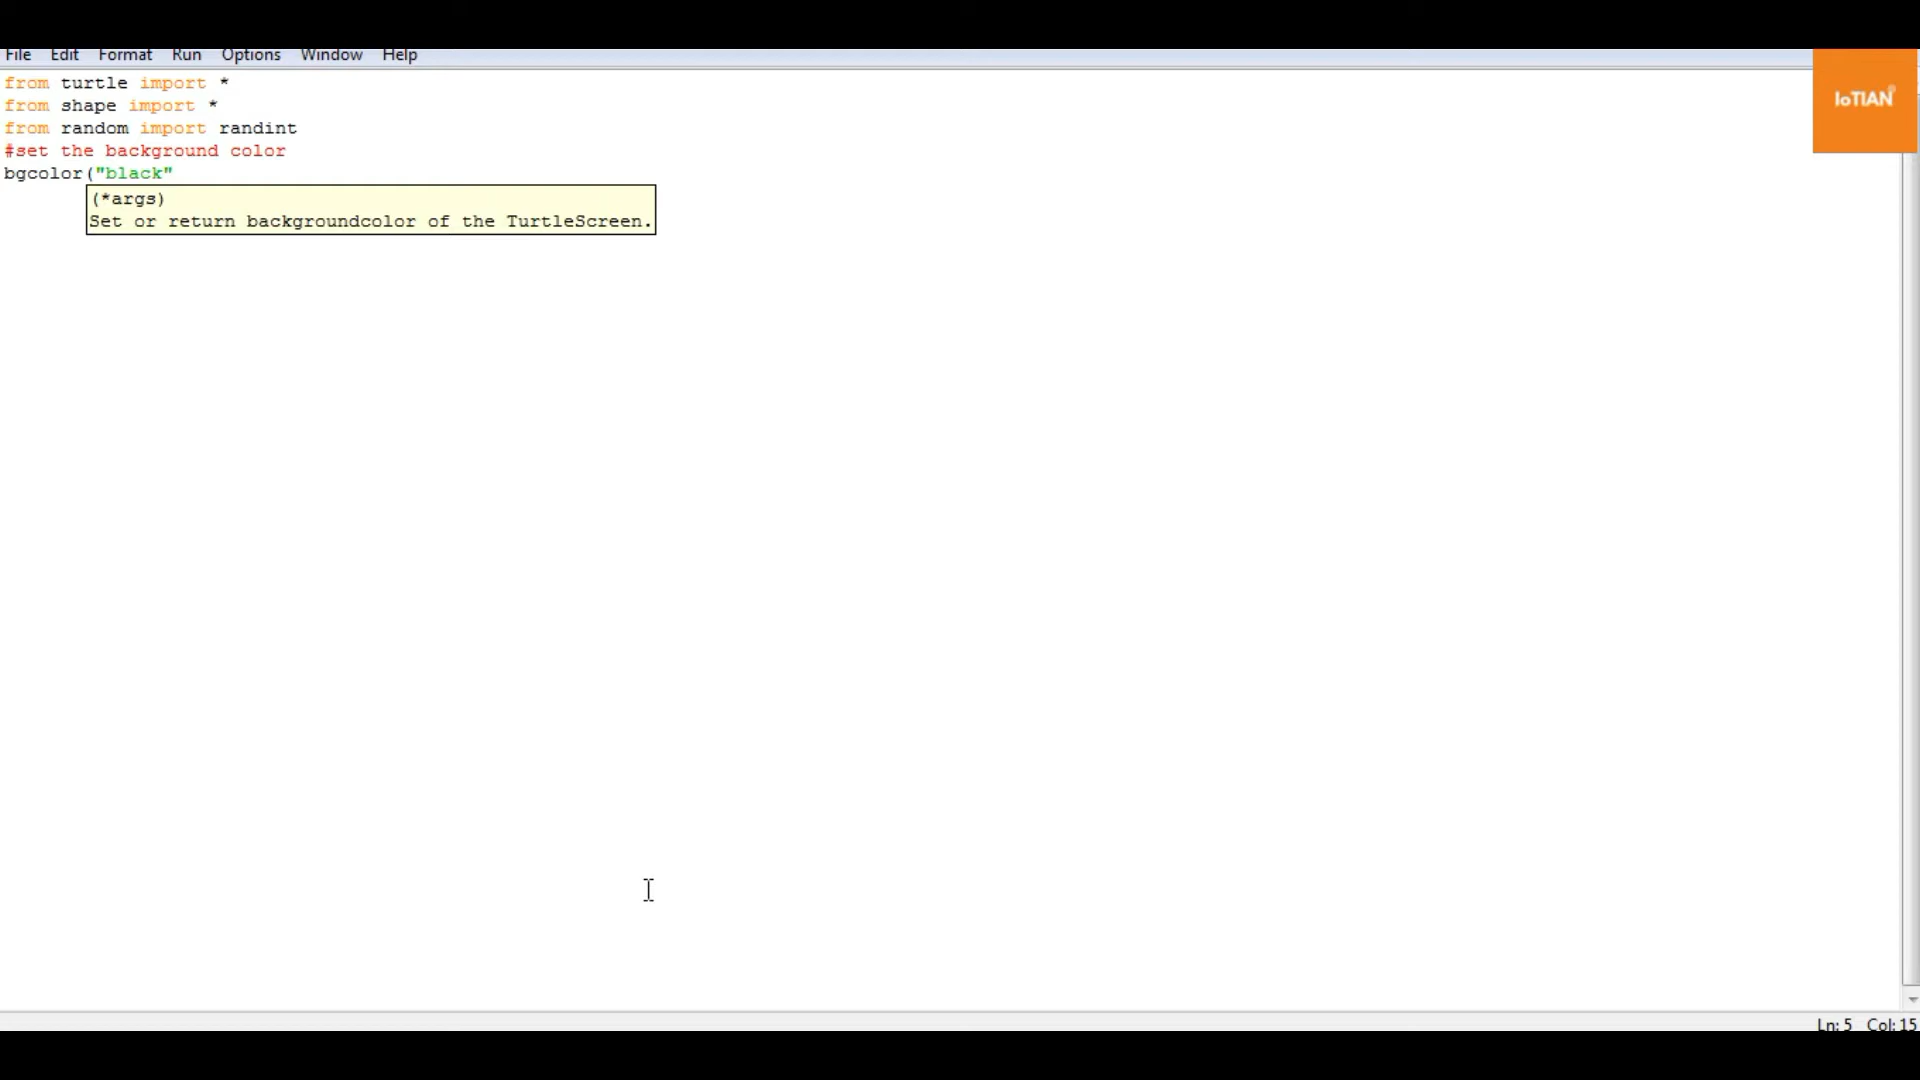 File Edit Format Run Options Window Help
from turtle import *
from shape import *
from random import randint
#set the background color
bgcolor("black"
(*args)
Set or return backgroundcolor of the TurtleScreen.
IoTIAN
Ln: 5 Col: 15